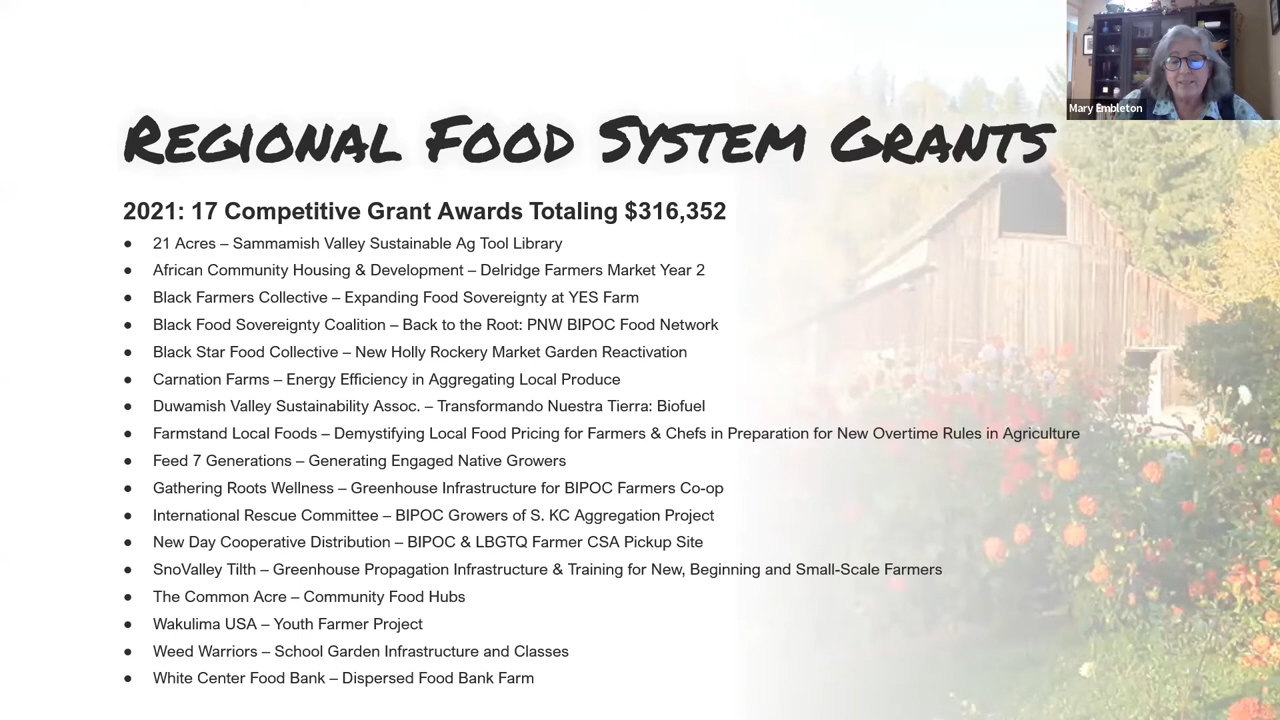 Mary Embleton
Regional Food System Grants
2021: 17 Competitive Grant Awards Totaling $316,352
● 21 Acres – Sammamish Valley Sustainable Ag Tool Library
● African Community Housing & Development – Delridge Farmers Market Year 2
● Black Farmers Collective – Expanding Food Sovereignty at YES Farm
● Black Food Sovereignty Coalition – Back to the Root: PNW BIPOC Food Network
● Black Star Food Collective – New Holly Rockery Market Garden Reactivation
● Carnation Farms – Energy Efficiency in Aggregating Local Produce
● Duwamish Valley Sustainability Assoc. – Transformando Nuestra Tierra: Biofuel
● Farmstand Local Foods – Demystifying Local Food Pricing for Farmers & Chefs in Preparation for New Overtime Rules in Agriculture
● Feed 7 Generations – Generating Engaged Native Growers
● Gathering Roots Wellness – Greenhouse Infrastructure for BIPOC Farmers Co-op
● International Rescue Committee – BIPOC Growers of S. KC Aggregation Project
● New Day Cooperative Distribution – BIPOC & LBGTQ Farmer CSA Pickup Site
● SnoValley Tilth – Greenhouse Propagation Infrastructure & Training for New, Beginning and Small-Scale Farmers
● The Common Acre – Community Food Hubs
● Wakulima USA – Youth Farmer Project
● Weed Warriors – School Garden Infrastructure and Classes
● White Center Food Bank – Dispersed Food Bank Farm